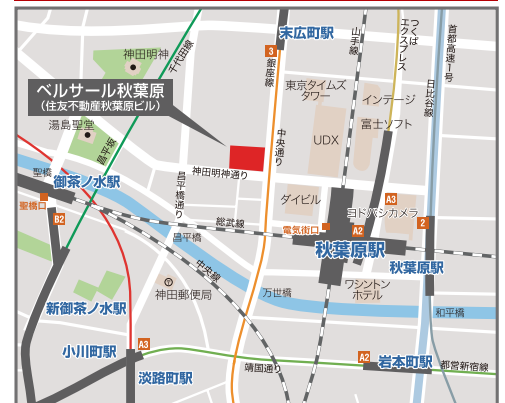 末広町駅
3
銀座線
山手線
つくば
エクスプレス
首都高速1号
日比谷線
神田明神
千代田線
ベルサール秋葉原
(住友不動産秋葉原ビル)
東京タイムズ
タワー
インテージ
富士ソフト
UDX
湯島聖堂
昌平坂
中央通り
聖橋
御茶ノ水駅
神田明神通り
昌平橋通り
聖橋口
B2
ダイビル
A3
ヨドバシカメラ
2
電気街口
A2
総武線
昌平橋
秋葉原駅
秋葉原駅
中央線
神田郵便局
万世橋
ワシントン
ホテル
和平橋
新御茶ノ水駅
小川町駅
A3
淡路町駅
靖国通り
A2
岩本町駅
都営新宿線